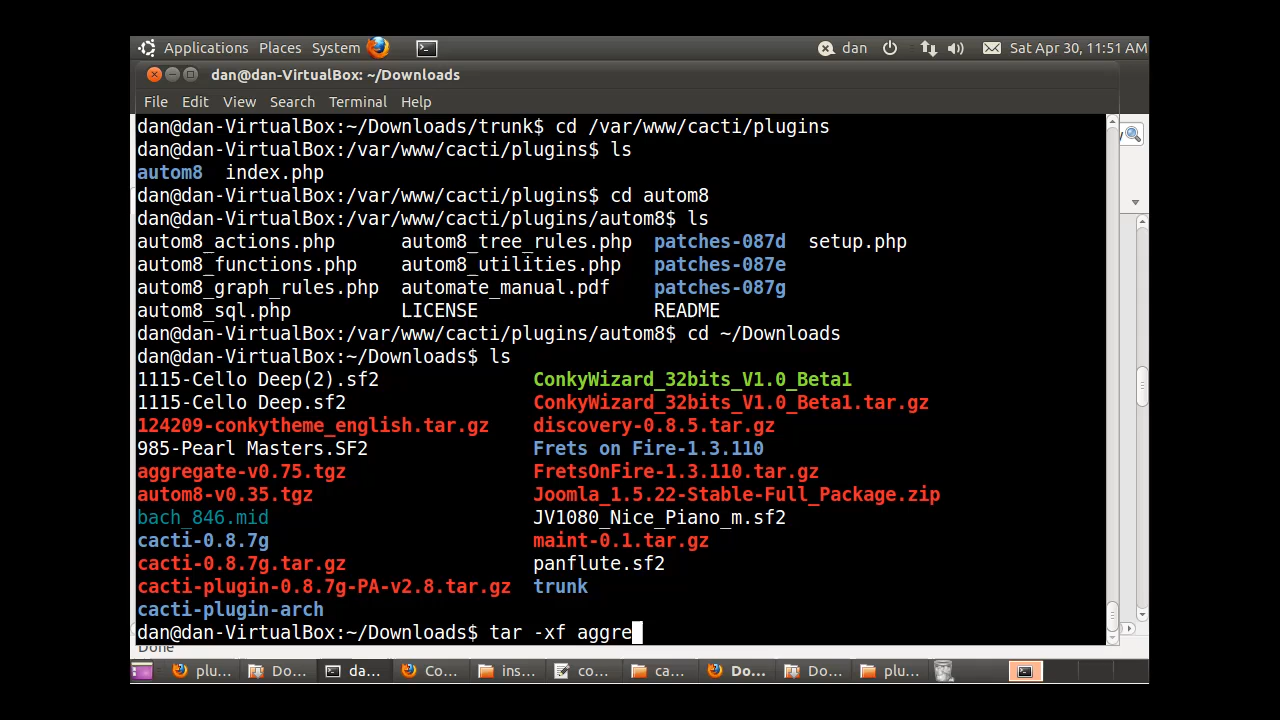 Applications Places System dan Sat Apr 30, 11:51 AM
dan@dan-VirtualBox: ~/Downloads
File Edit View Search Terminal Help
dan@dan-VirtualBox:~/Downloads/trunk$ cd /var/www/cacti/plugins
dan@dan-VirtualBox:/var/www/cacti/plugins$ ls
autom8 index.php
dan@dan-VirtualBox:/var/www/cacti/plugins$ cd autom8
dan@dan-VirtualBox:/var/www/cacti/plugins/autom8$ ls
autom8_actions.php autom8_tree_rules.php patches-087d setup.php
autom8_functions.php autom8_utilities.php patches-087e
autom8_graph_rules.php automate_manual.pdf patches-087g
autom8_sql.php LICENSE README
dan@dan-VirtualBox:/var/www/cacti/plugins/autom8$ cd ~/Downloads
dan@dan-VirtualBox:~/Downloads$ ls
1115-Cello Deep(2).sf2 ConkyWizard_32bits_V1.0_Beta1
1115-Cello Deep.sf2 ConkyWizard_32bits_V1.0_Beta1.tar.gz
124209-conkytheme_english.tar.gz discovery-0.8.5.tar.gz
985-Pearl Masters.SF2 Frets on Fire-1.3.110
aggregate-v0.75.tgz FretsOnFire-1.3.110.tar.gz
autom8-v0.35.tgz Joomla_1.5.22-Stable-Full_Package.zip
bach_846.mid JV1080_Nice_Piano_m.sf2
cacti-0.8.7g maint-0.1.tar.gz
cacti-0.8.7g.tar.gz panflute.sf2
cacti-plugin-0.8.7g-PA-v2.8.tar.gz trunk
cacti-plugin-arch
dan@dan-VirtualBox:~/Downloads$ tar -xf aggre
Done
plu... Do... da... Co... ins... co... ca... Do... Do... plu...